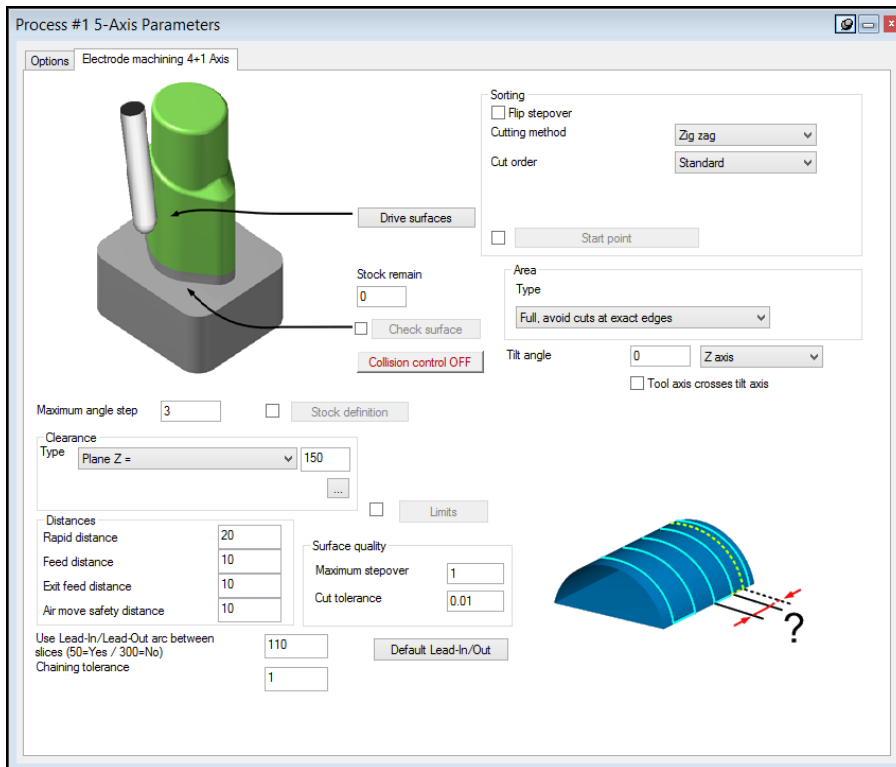 Process #1 5-Axis Parameters
Options
Electrode machining 4+1 Axis
Sorting
Flip stepover
Cutting method
Zig zag
Cut order
Standard
Drive surfaces
Start point
Stock remain
0
Area
Type
Full, avoid cuts at exact edges
Check surface
Collision control OFF
Tilt angle
0
Z axis
Tool axis crosses tilt axis
Maximum angle step
3
Stock definition
Clearance
Type
Plane Z =
150
...
Limits
Distances
Rapid distance
20
Feed distance
10
Exit feed distance
10
Air move safety distance
10
Surface quality
Maximum stepover
1
Cut tolerance
0.01
?
Use Lead-In/Lead-Out arc between
slices (50=Yes / 300=No)
110
Default Lead-In/Out
Chaining tolerance
1